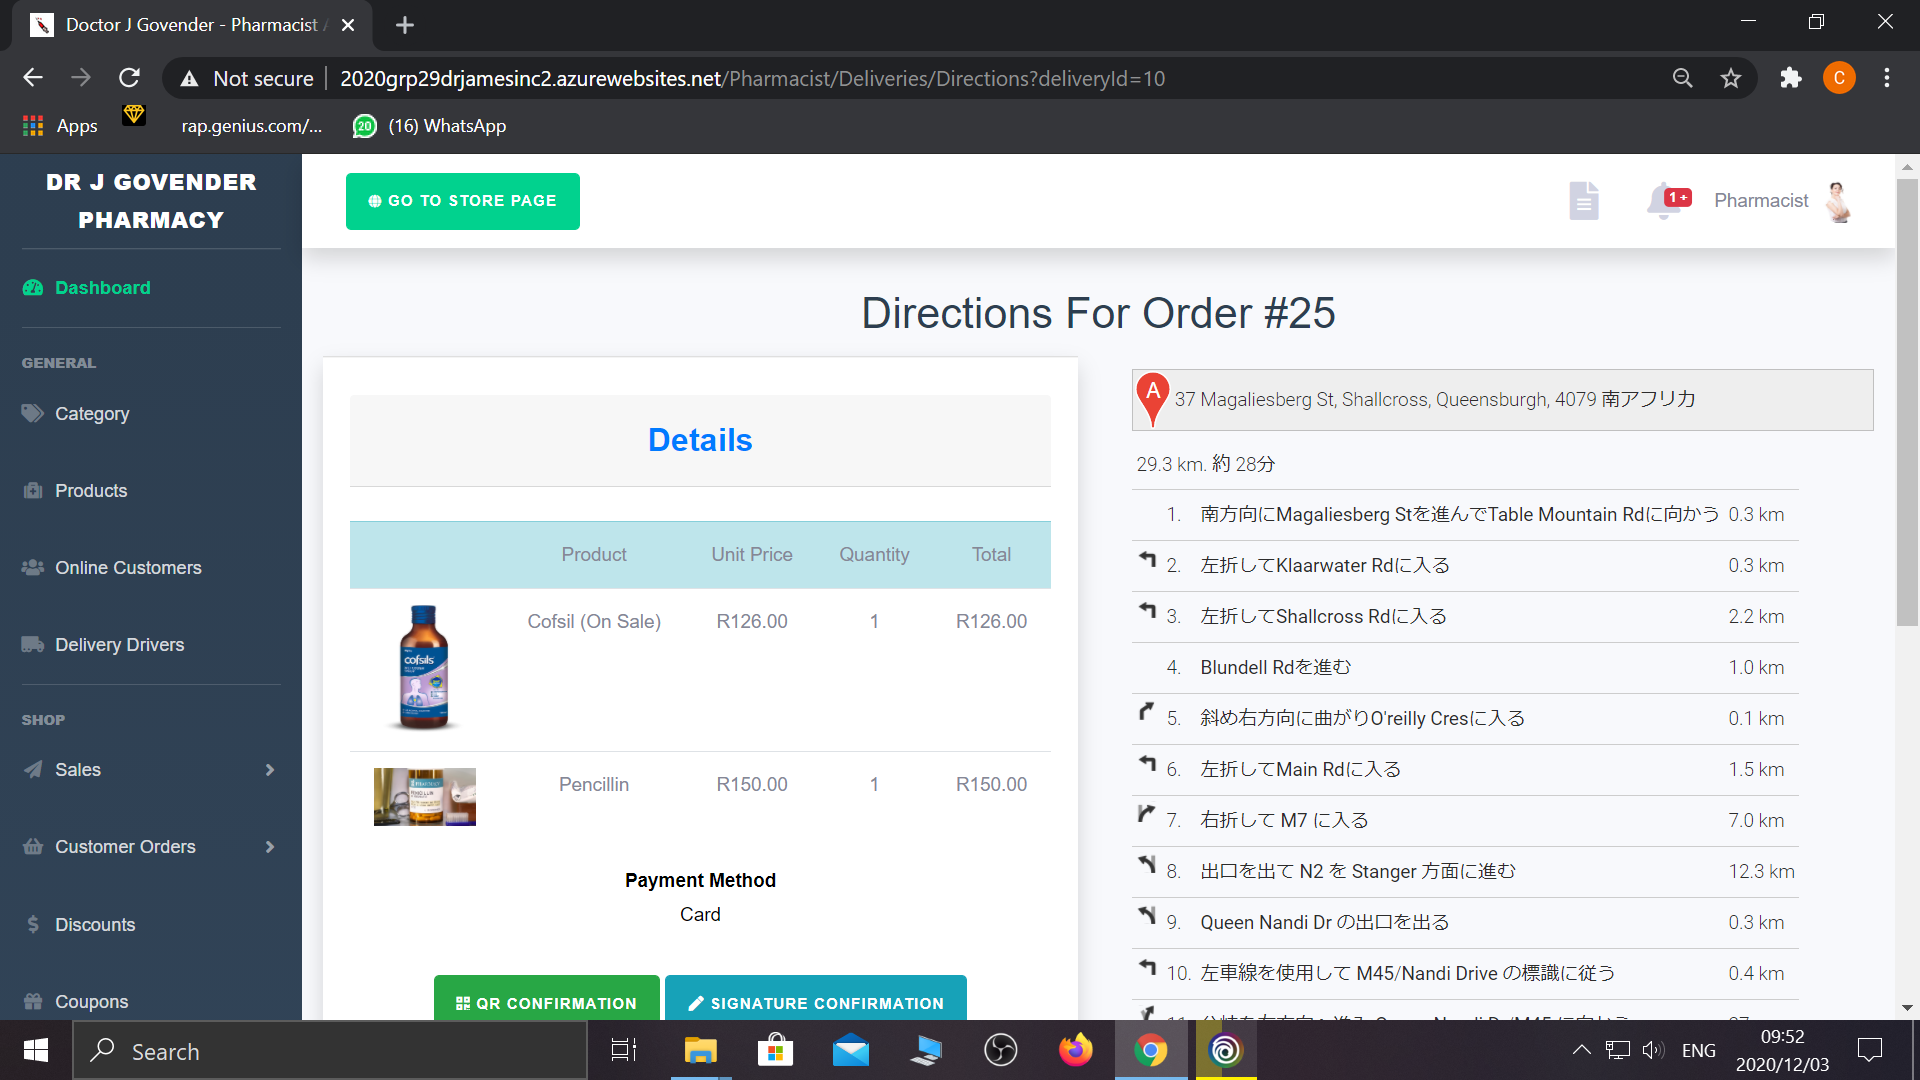 Doctor J Govender - Pharmacist
Not secure
2020grp29drjamesinc2.azurewebsites.net/Pharmacist/Deliveries/Directions?deliveryId=10
C
Apps
rap.genius.com/...
20
(16) WhatsApp
DR J GOVENDER
PHARMACY
Dashboard
GENERAL
Category
Products
Online Customers
Delivery Drivers
SHOP
Sales
Customer Orders
Discounts
Coupons
GO TO STORE PAGE
1 +
Pharmacist
Directions For Order #25
Details
Product Unit Price Quantity Total
cofsils
Cofsil (On Sale) R126.00 1 R126.00
Pencillin R150.00 1 R150.00
Payment Method
Card
QR CONFIRMATION
SIGNATURE CONFIRMATION
A
37 Magaliesberg St, Shallcross, Queensburgh, 4079 南アフリカ
29.3 km. 約 28分
1. 南方向にMagaliesberg Stを進んでTable Mountain Rdに向かう 0.3 km
2. 左折してKlaarwater Rdに入る 0.3 km
3. 左折してShallcross Rdに入る 2.2 km
4. Blundell Rdを進む 1.0 km
5. 斜め右方向に曲がりO'reilly Cresに入る 0.1 km
6. 左折してMain Rdに入る 1.5 km
7. 右折して M7 に入る 7.0 km
8. 出口を出て N2 を Stanger 方面に進む 12.3 km
9. Queen Nandi Dr の出口を出る 0.3 km
10. 左車線を使用して M45/Nandi Drive の標識に従う 0.4 km
Search
ENG
09:52
2020/12/03